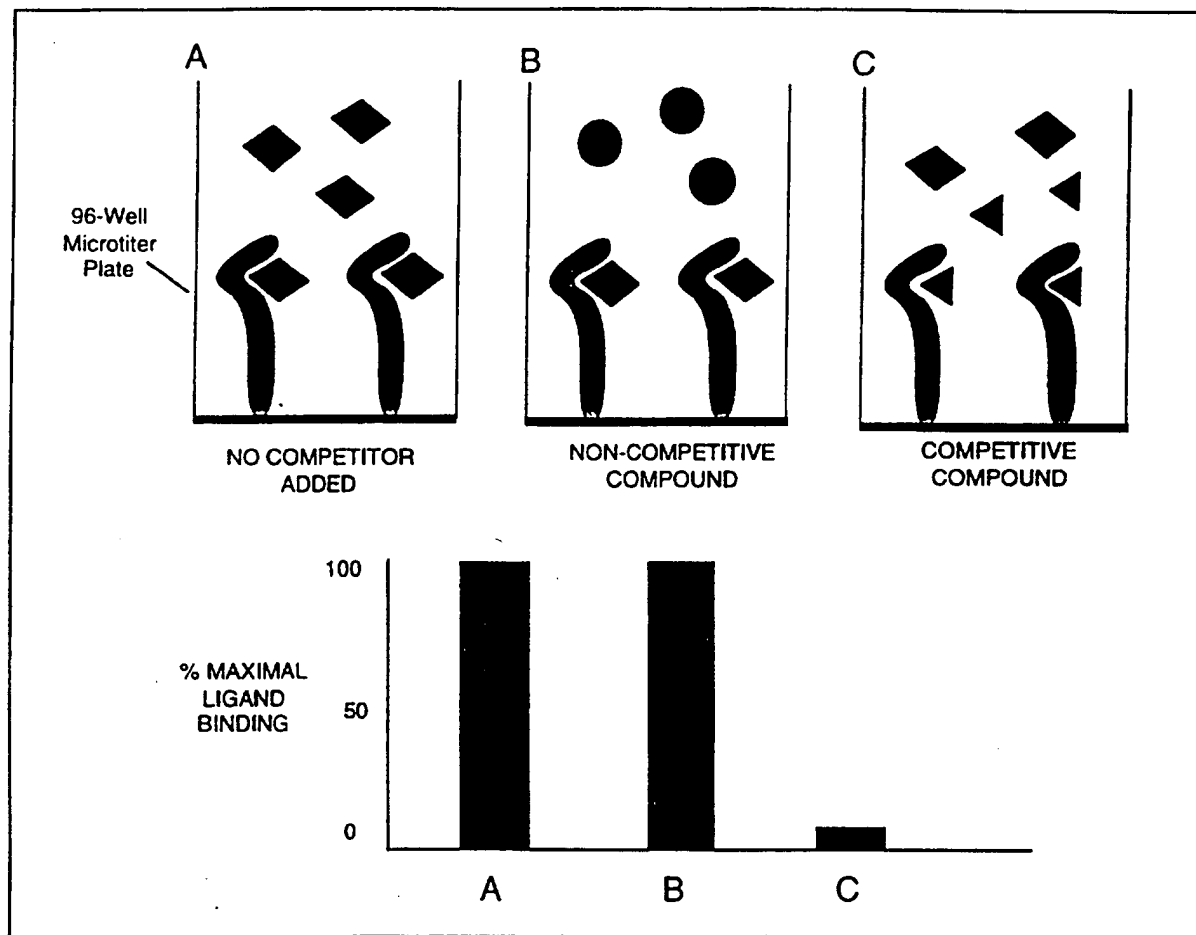 A
B
C
96-Well
Microtiter
Plate
NO COMPETITOR
ADDED
NON-COMPETITIVE
COMPOUND
COMPETITIVE
COMPOUND
100
% MAXIMAL
LIGAND
BINDING
50
0
A
B
C